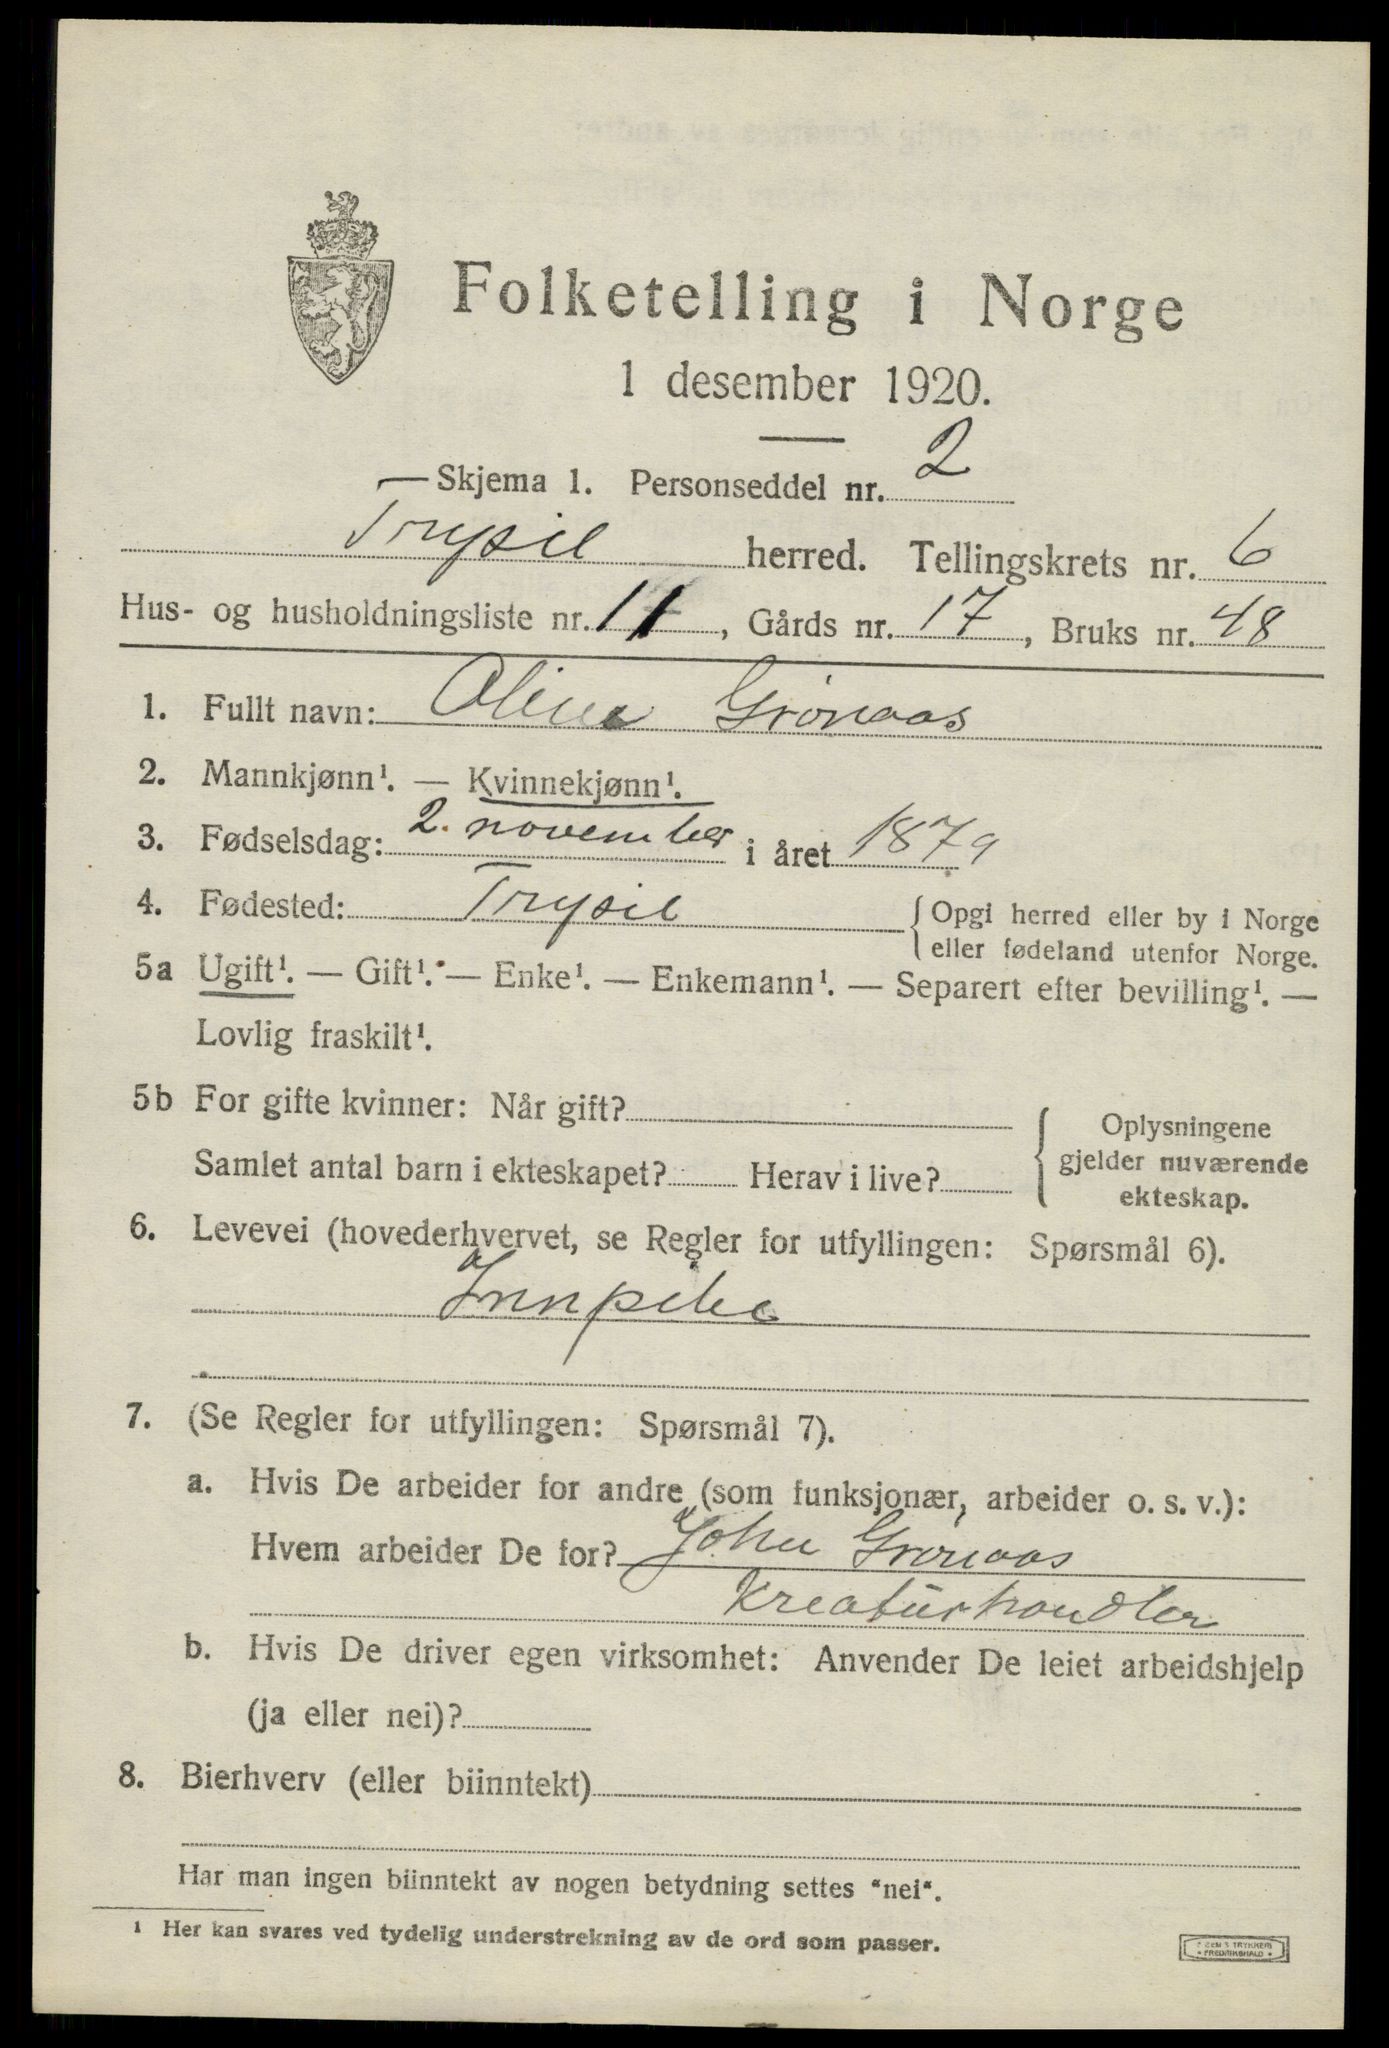 Folketelling i Norge
1 desember 1920.
Skjema 1. Personseddel nr. 2
Trysil herred. Tellingskrets nr. 6
Hus- og husholdningsliste nr. 11, Gårds nr. 17, Bruks nr. 48
1. Fullt navn: Oline Grønaas
2. Mannkjønn¹. — Kvinnekjønn¹.
3. Fødselsdag: 2. november i året 1879
4. Fødested: Trysil { Opgi herred eller by i Norge
eller fødeland utenfor Norge.
5a Ugift¹. — Gift¹. — Enke¹. — Enkemann¹. — Separert efter bevilling¹. —
Lovlig fraskilt¹.
5b For gifte kvinner: Når gift?
Samlet antal barn i ekteskapet? Herav i live?
{ Oplysningene
gjelder nuværende
ekteskap.
6. Levevei (hovederhvervet, se Regler for utfyllingen: Spørsmål 6).
7. (Se Regler for utfyllingen: Spørsmål 7).
a. Hvis De arbeider for andre (som funksjonær, arbeider o. s. v.):
Hvem arbeider De for? John Grønaas
Kreaturhandler
b. Hvis De driver egen virksomhet: Anvender De leiet arbeidshjelp
(ja eller nei)?
8. Bierhverv (eller biinntekt)
Har man ingen biinntekt av nogen betydning settes "nei".
¹ Her kan svares ved tydelig understrekning av de ord som passer.
TRYKKERI
FREDRIKSHALD